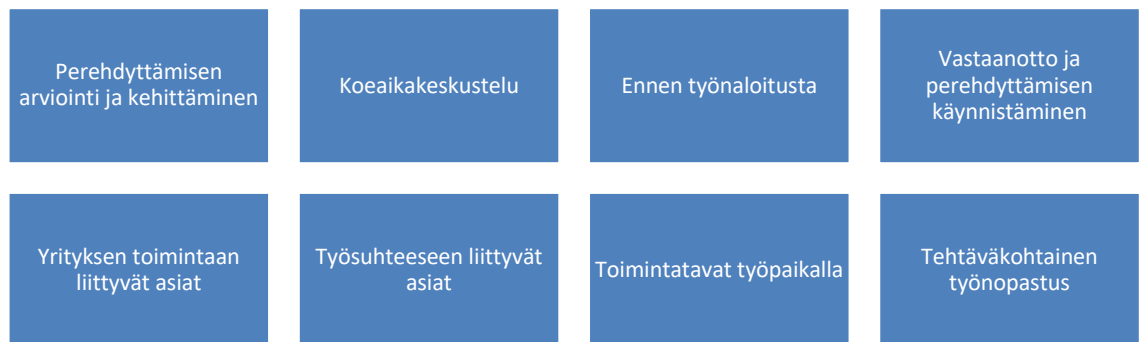 Perehdyttämisen
arviointi ja kehittäminen
Koeaikakeskustelu
Ennen työnaloitusta
Vastaanotto ja
perehdyttämisen
käynnistäminen
Yrityksen toimintaan
liittyvät asiat
Työsuhteeseen liittyvät
asiat
Toimintatavat työpaikalla
Tehtäväkohtainen
työnopastus